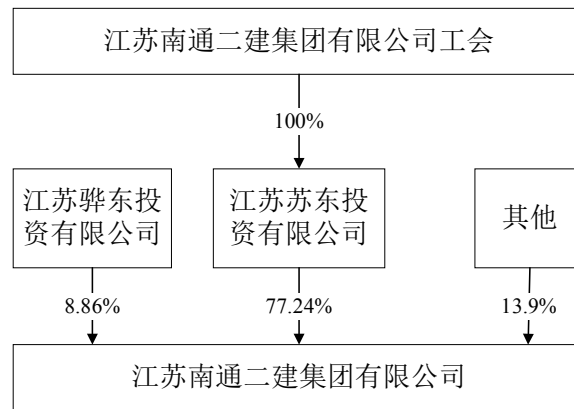 江苏南通二建集团有限公司工会
100%
江苏骅东投
资有限公司
江苏苏东投
资有限公司
其他
8.86%
77.24%
13.9%
江苏南通二建集团有限公司